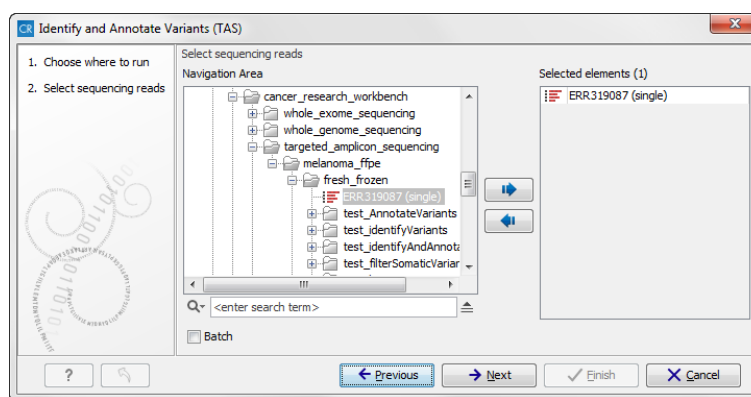 CR Identify and Annotate Variants (TAS)
1. Choose where to run
2. Select sequencing reads
Select sequencing reads
Navigation Area
cancer_research_workbench
whole_exome_sequencing
whole_genome_sequencing
targeted_amplicon_sequencing
melanoma_ffpe
fresh_frozen
ERR319087 (single)
test_AnnotateVariants
test_identifyVariants
test_identifyAndAnnota
test_filterSomaticVariar
<enter search term>
Batch
Selected elements (1)
ERR319087 (single)
?
Previous
Next
Finish
Cancel